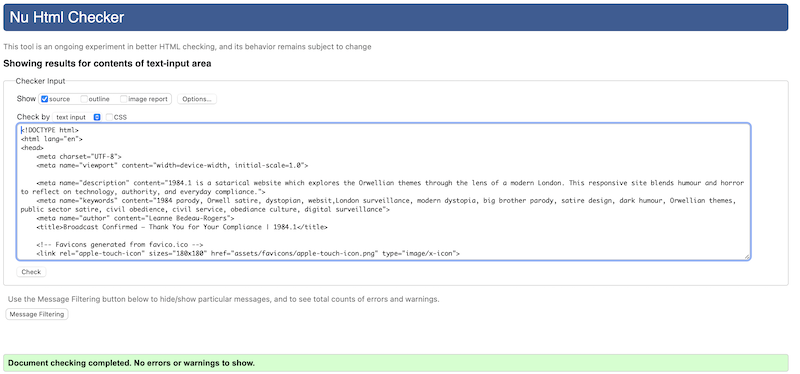 Nu Html Checker
This tool is an ongoing experiment in better HTML checking, and its behavior remains subject to change
Showing results for contents of text-input area
Checker Input
Show source outline image report Options...
Check by text input CSS
<!DOCTYPE html>
<html lang="en">
<head>
<meta charset="UTF-8">
<meta name="viewport" content="width=device-width, initial-scale=1.0">
<meta name="description" content="1984.1 is a satarical website which explores the Orwellian themes through the lens of a modern London. This responsive site blends humour and horror
to reflect on technology, authority, and everyday compliance.">
<meta name="keywords" content="1984 parody, Orwell satire, dystopian, websit,London surveillance, modern dystopia, big brother parody, satire design, dark humour, Orwellian themes,
public sector satire, civil obedience, civil service, obediance culture, digital surveillance">
<meta name="author" content="Leanne Bedeau-Rogers">
<title>Broadcast Confirmed – Thank You for Your Compliance | 1984.1</title>
<!-- Favicons generated from favico.ico -->
<link rel="apple-touch-icon" sizes="180x180" href="assets/favicons/apple-touch-icon.png" type="image/x-icon">
Check
Use the Message Filtering button below to hide/show particular messages, and to see total counts of errors and warnings.
Message Filtering
Document checking completed. No errors or warnings to show.